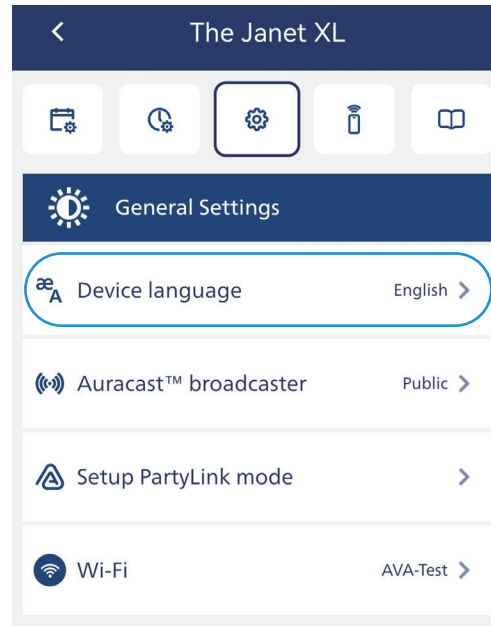 The Janet XL
General Settings
Device language English
Auracast™ broadcaster Public
Setup PartyLink mode
Wi-Fi AVA-Test